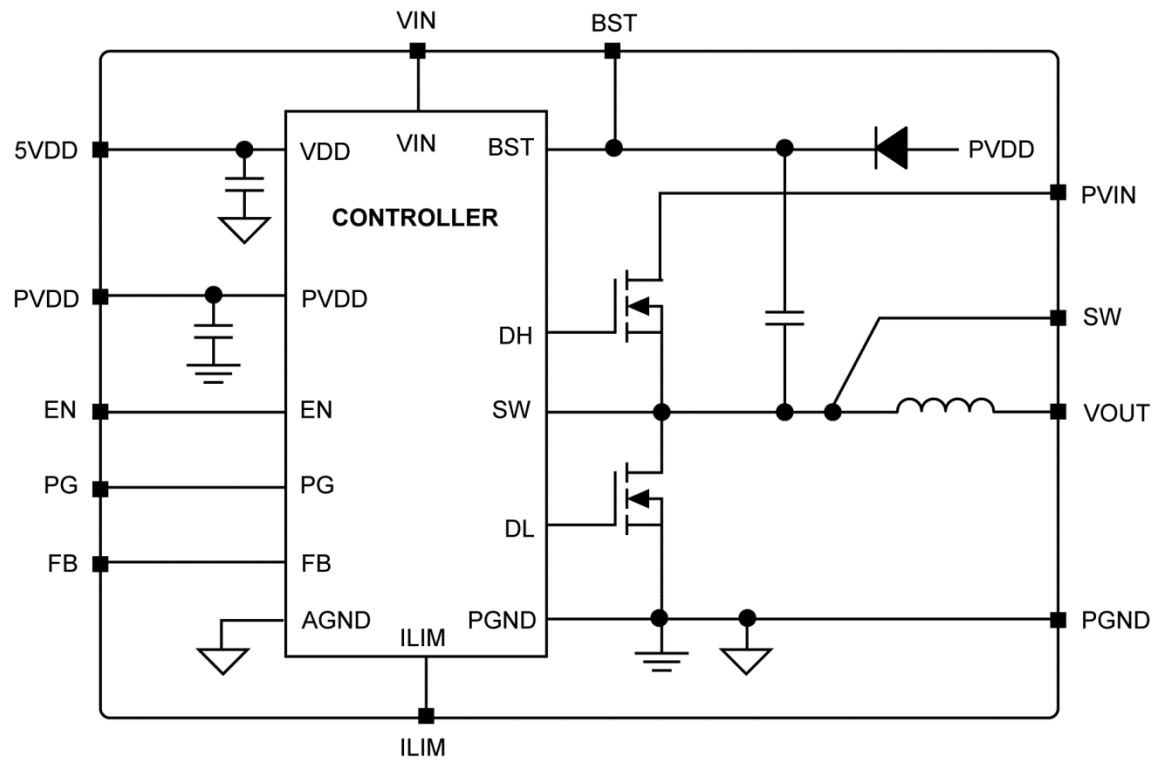 VIN
BST
5VDD
VDD
VIN
BST
PVDD
PVIN
CONTROLLER
PVDD
PVDD
DH
SW
EN
EN
SW
VOUT
PG
PG
DL
FB
FB
AGND
ILIM
PGND
PGND
ILIM